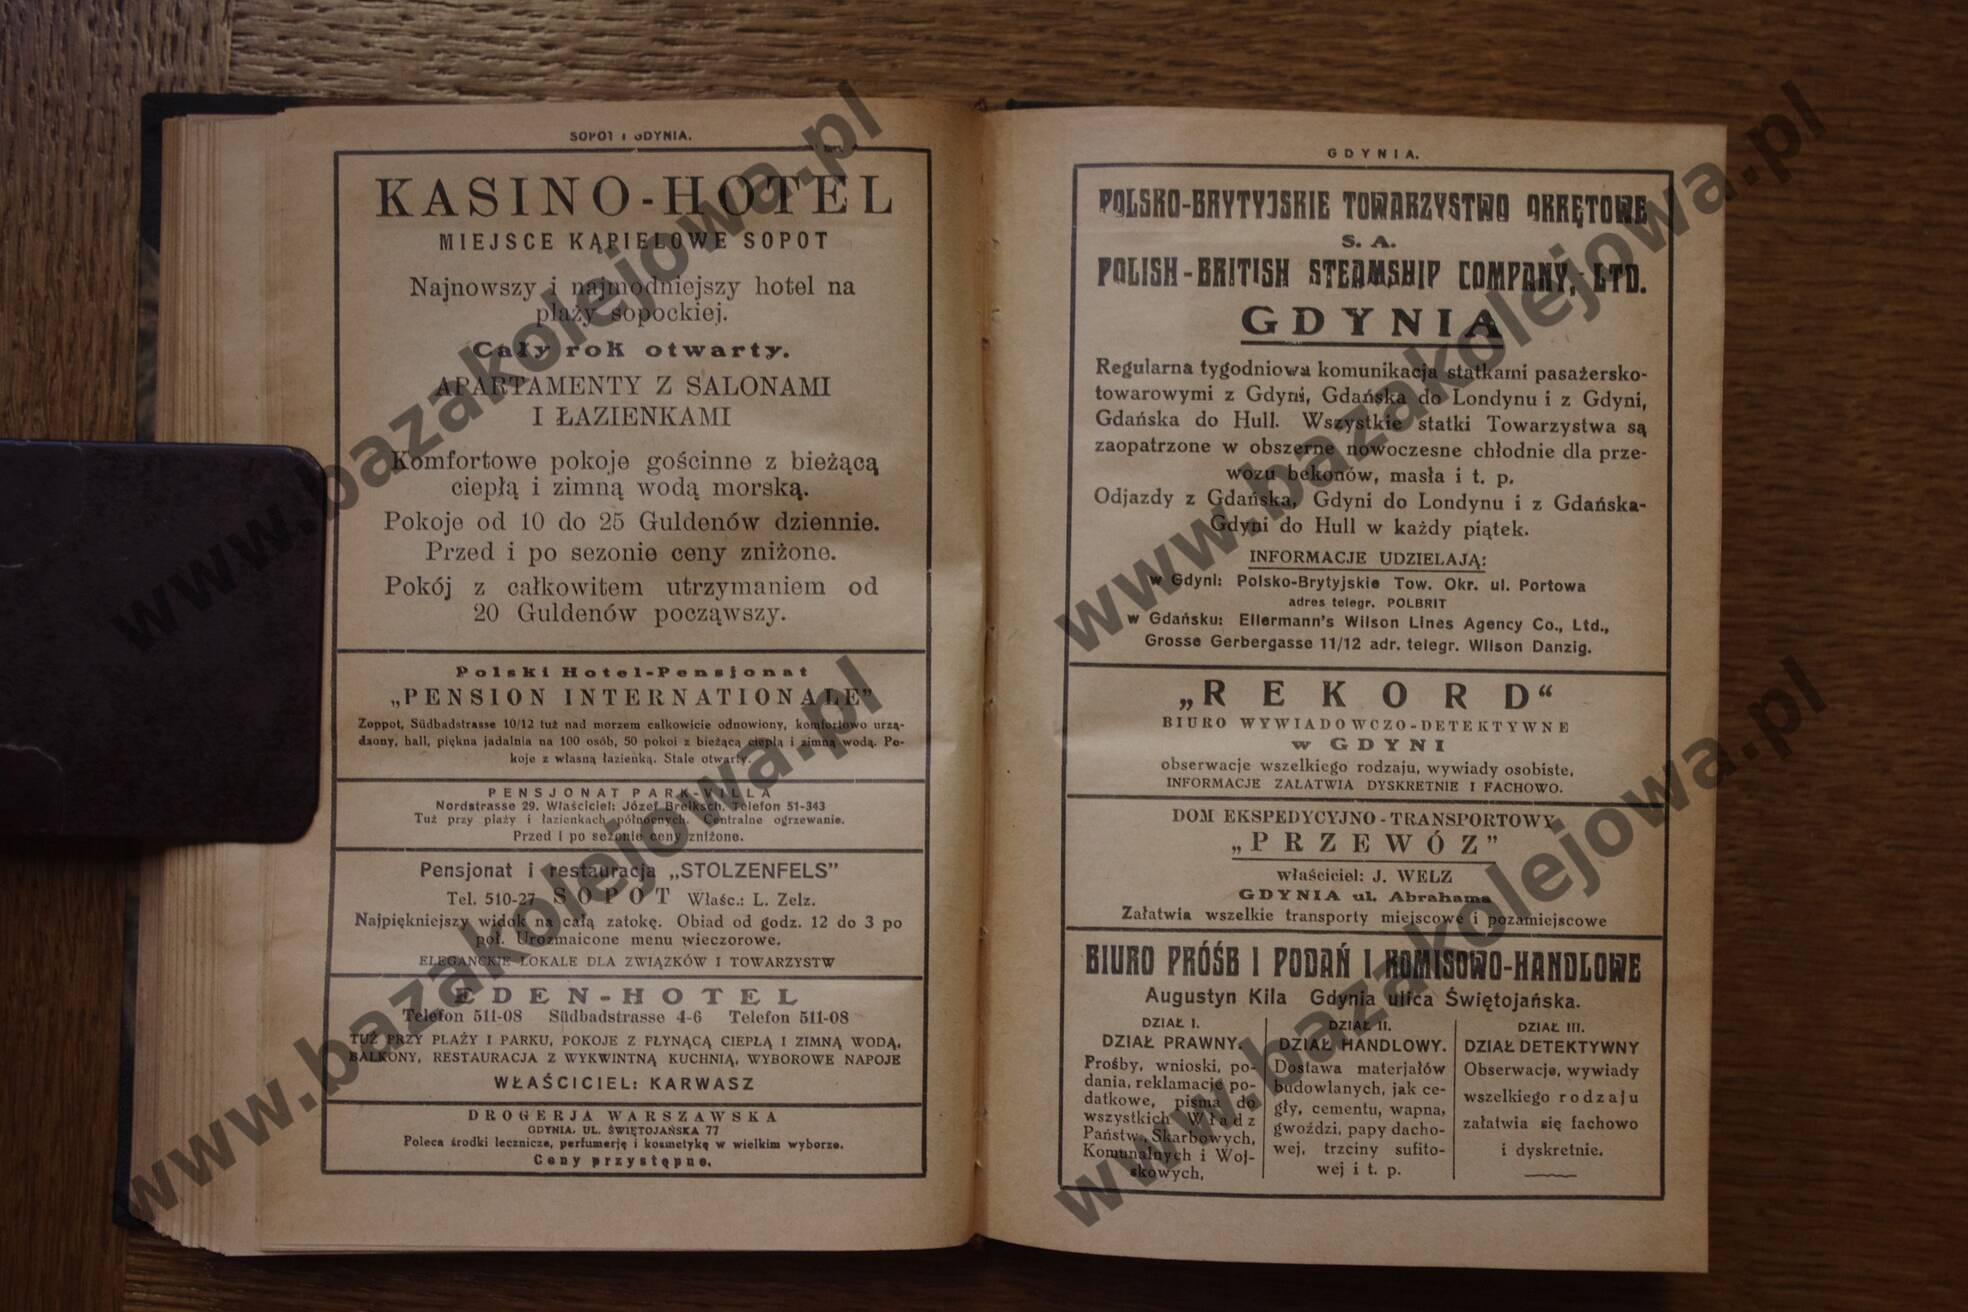 SOPOT I GDYNIA.
KASINO-HOTEL
MIEJSCE KĄPIELOWE SOPOT
Najnowszy i najmodniejszy hotel na
plaży sopockiej.
Cały rok otwarty.
APARTAMENTY Z SALONAMI
I ŁAZIENKAMI
Komfortowe pokoje gościnne z bieżącą
ciepłą i zimną wodą morską.
Pokoje od 10 do 25 Guldenów dziennie.
Przed i po sezonie ceny zniżone.
Pokój z całkowitem utrzymaniem od
20 Guldenów począwszy.
Polski Hotel-Pensjonat
„PENSION INTERNATIONALE”
Zoppot, Südbadstrasse 10/12 tuż nad morzem całkowicie odnowiony, komfortowo urzą-
dzony, hall, piękna jadalnia na 100 osób, 50 pokoi z bieżącą ciepłą i zimną wodą. Po-
koje z własną łazienką. Stale otwarty.
PENSJONAT PARK-VILLA
Nordstrasse 29. Właściciel: Józef Breiksch. Telefon 51-343
Tuż przy plaży i łazienkach północnych. Centralne ogrzewanie.
Przed i po sezonie ceny zniżone.
Pensjonat i restauracja „STOLZENFELS”
Tel. 510-27 SOPOT Właśc.: L. Zelz.
Najpiękniejszy widok na całą zatokę. Obiad od godz. 12 do 3 po
poł. Urozmaicone menu wieczorowe.
ELEGANCKIE LOKALE DLA ZWIĄZKÓW I TOWARZYSTW
EDEN-HOTEL
Telefon 511-08 Südbadstrasse 4-6 Telefon 511-08
TUŻ PRZY PLAŻY I PARKU, POKOJE Z PŁYNĄCĄ CIEPŁĄ I ZIMNĄ WODĄ,
BALKONY, RESTAURACJA Z WYKWINTNĄ KUCHNIĄ, WYBOROWE NAPOJE
WŁAŚCICIEL: KARWASZ
DROGERJA WARSZAWSKA
GDYNIA, UL. ŚWIĘTOJAŃSKA 77
Poleca środki lecznicze, perfumerję i kosmetykę w wielkim wyborze.
Ceny przystępne.
GDYNIA.
POLSKO-BRYTYJSKIE TOWARZYSTWO OKRĘTOWE
S. A.
POLISH-BRITISH STEAMSHIP COMPANY, LTD.
GDYNIA
Regularna tygodniowa komunikacja statkami pasażersko-
towarowymi z Gdyni, Gdańska do Londynu i z Gdyni,
Gdańska do Hull. Wszystkie statki Towarzystwa są
zaopatrzone w obszerne nowoczesne chłodnie dla prze-
wozu bekonów, masła i t. p.
Odjazdy z Gdańska, Gdyni do Londynu i z Gdańska-
Gdyni do Hull w każdy piątek.
INFORMACJE UDZIELAJĄ:
w Gdyni: Polsko-Brytyjskie Tow. Okr. ul. Portowa
adres telegr. POLBRIT
w Gdańsku: Ellermann's Wilson Lines Agency Co., Ltd.,
Grosse Gerbergasse 11/12 adr. telegr. Wilson Danzig.
„REKORD“
BIURO WYWIADOWCZO-DETEKTYWNE
w GDYNI
obserwacje wszelkiego rodzaju, wywiady osobiste,
INFORMACJE ZAŁATWIA DYSKRETNIE I FACHOWO.
DOM EKSPEDYCYJNO-TRANSPORTOWY
„PRZEWÓZ”
właściciel: J. WELZ
GDYNIA ul. Abrahama
Załatwia wszelkie transporty miejscowe i pozamiejscowe
BIURO PRÓŚB I PODAŃ I KOMISOWO-HANDLOWE
Augustyn Kila Gdynia ulica Świętojańska.
DZIAŁ I.
DZIAŁ PRAWNY.
Prośby, wnioski, po-
dania, reklamacje po-
datkowe, pisma do
wszystkich Władz
Państw., Skarbowych,
Komunalnych i Woj-
skowych,
DZIAŁ II.
DZIAŁ HANDLOWY.
Dostawa materjałów
budowlanych, jak ce-
gły, cementu, wapna,
gwoździ, papy dacho-
wej, trzciny sufito-
wej i t. p.
DZIAŁ III.
DZIAŁ DETEKTYWNY
Obserwacje, wywiady
wszelkiego rodzaju
załatwia się fachowo
i dyskretnie.
www.bazakolejowa.pl
www.bazakolejowa.pl
www.bazakolejowa.pl
www.bazakolejowa.pl